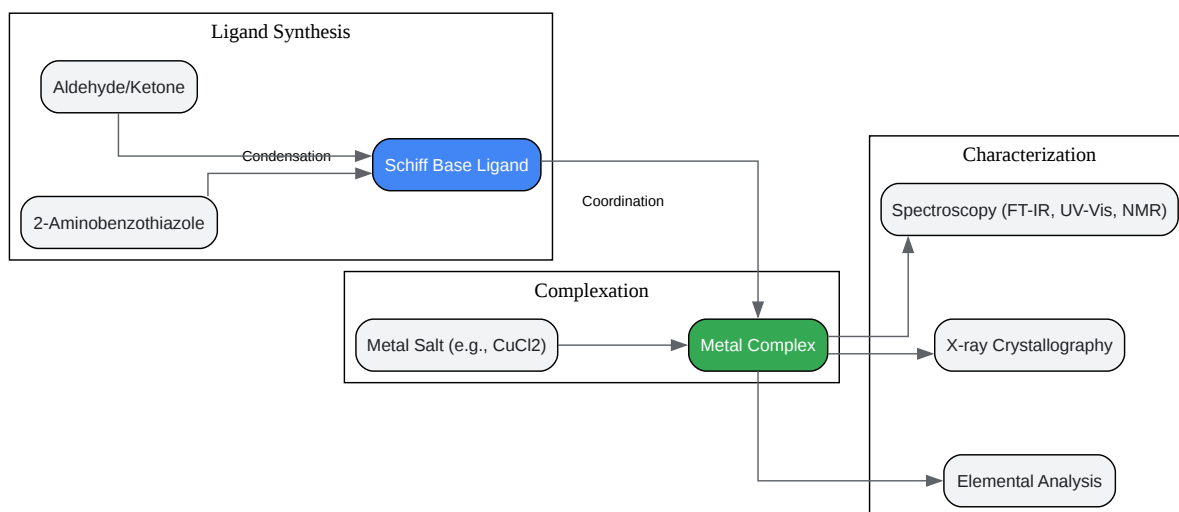 Ligand Synthesis
Aldehyde/Ketone
Condensation
Schiff Base Ligand
2-Aminobenzothiazole
Coordination
Complexation
Metal Salt (e.g., CuCl2)
Metal Complex
Characterization
Spectroscopy (FT-IR, UV-Vis, NMR)
X-ray Crystallography
Elemental Analysis